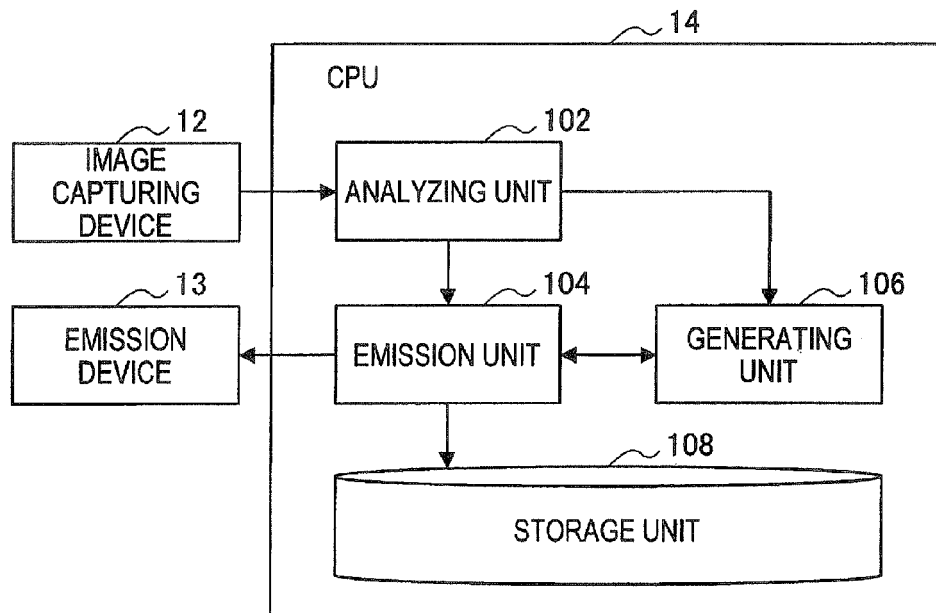 14
CPU
12
IMAGE
CAPTURING
DEVICE
102
ANALYZING UNIT
13
EMISSION
DEVICE
104
EMISSION UNIT
106
GENERATING
UNIT
108
STORAGE UNIT